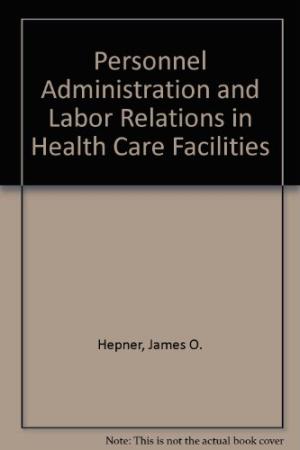 Personnel
Administration and
Labor Relations in
Health Care Facilities
Hepner, James O.
Note: This is not the actual book cover